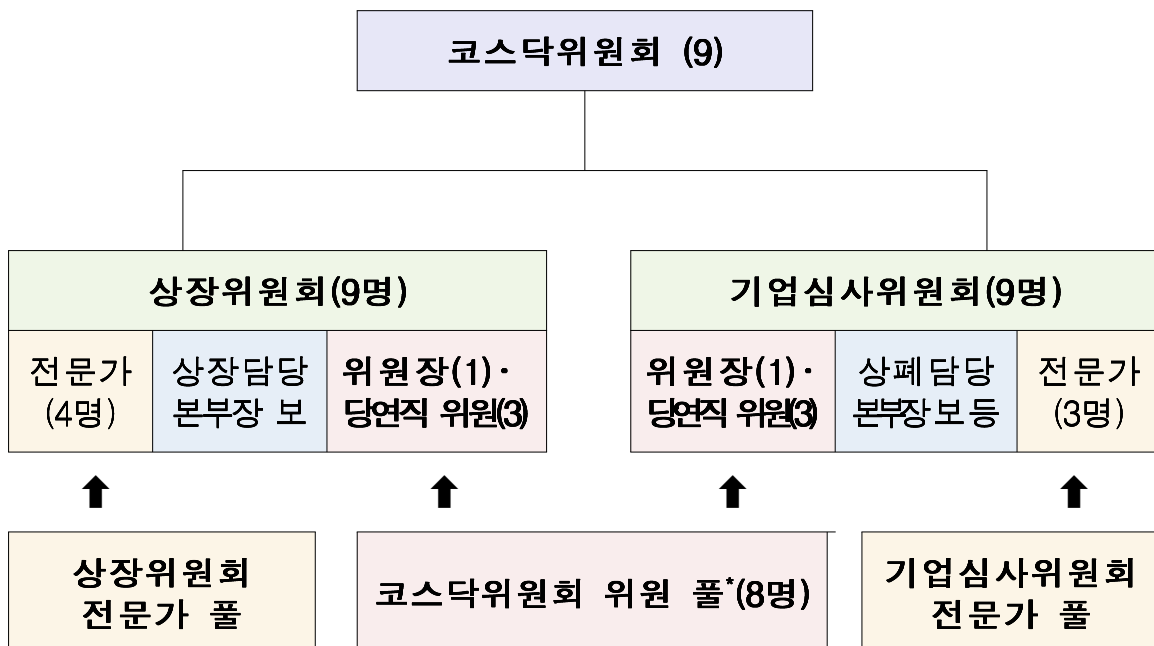 코스닥위원회 (9)
상장위원회(9명)
전문가
(4명)
상장담당
본부장 보
위원장(1)·
당연직 위원(3)
기업심사위원회(9명)
위원장(1)·
당연직 위원(3)
상폐담당
본부장보 등
전문가
(3명)
상장위원회
전문가 풀
코스닥위원회 위원 풀*(8명)
기업심사위원회
전문가 풀